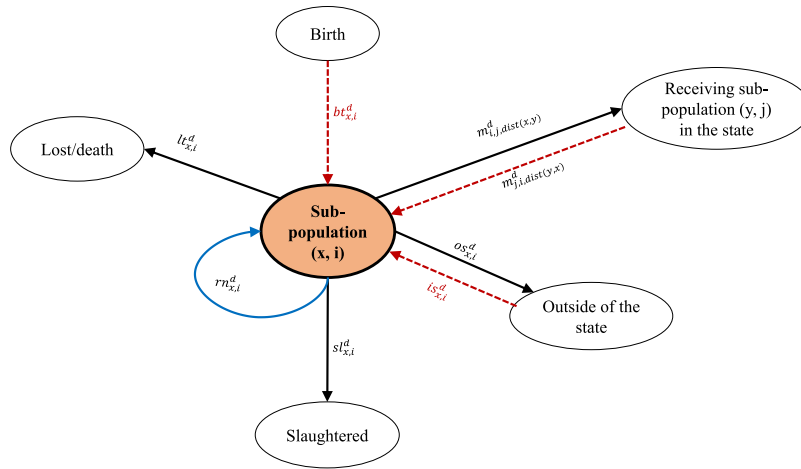 Birth
bt^d_{x,i}
Receiving sub-
population (y, j)
in the state
m^d_{i,j,dist(x,y)}
m^d_{j,i,dist(y,x)}
Lost/death
lt^d_{x,i}
Sub-
population
(x, i)
os^d_{x,i}
is^d_{x,i}
rn^d_{x,i}
Outside of the
state
sl^d_{x,i}
Slaughtered